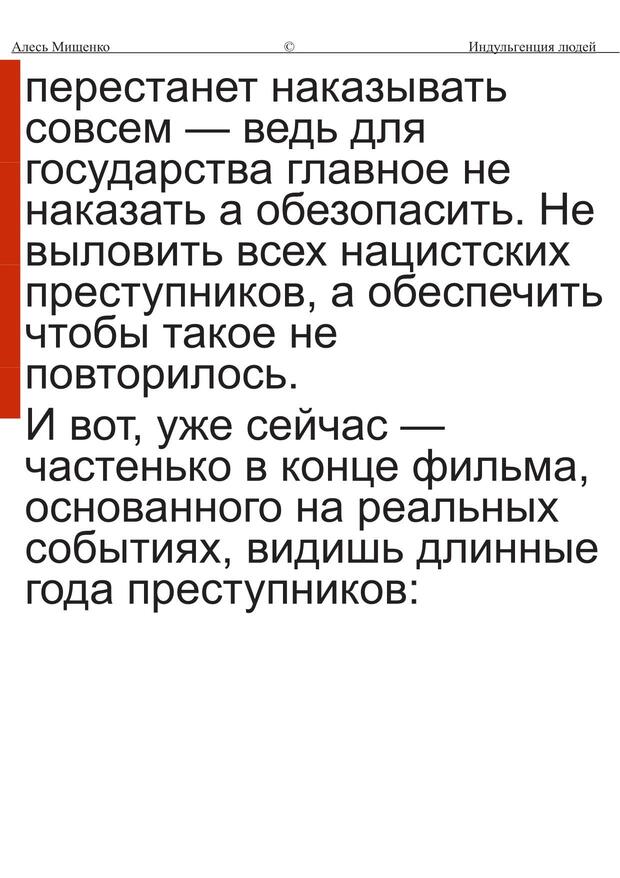 Алесь Мищенко © Индульгенция людей
перестанет наказывать
совсем — ведь для
государства главное не
наказать а обезопасить. Не
выловить всех нацистских
преступников, а обеспечить
чтобы такое не
повторилось.
И вот, уже сейчас —
частенько в конце фильма,
основанного на реальных
событиях, видишь длинные
года преступников: